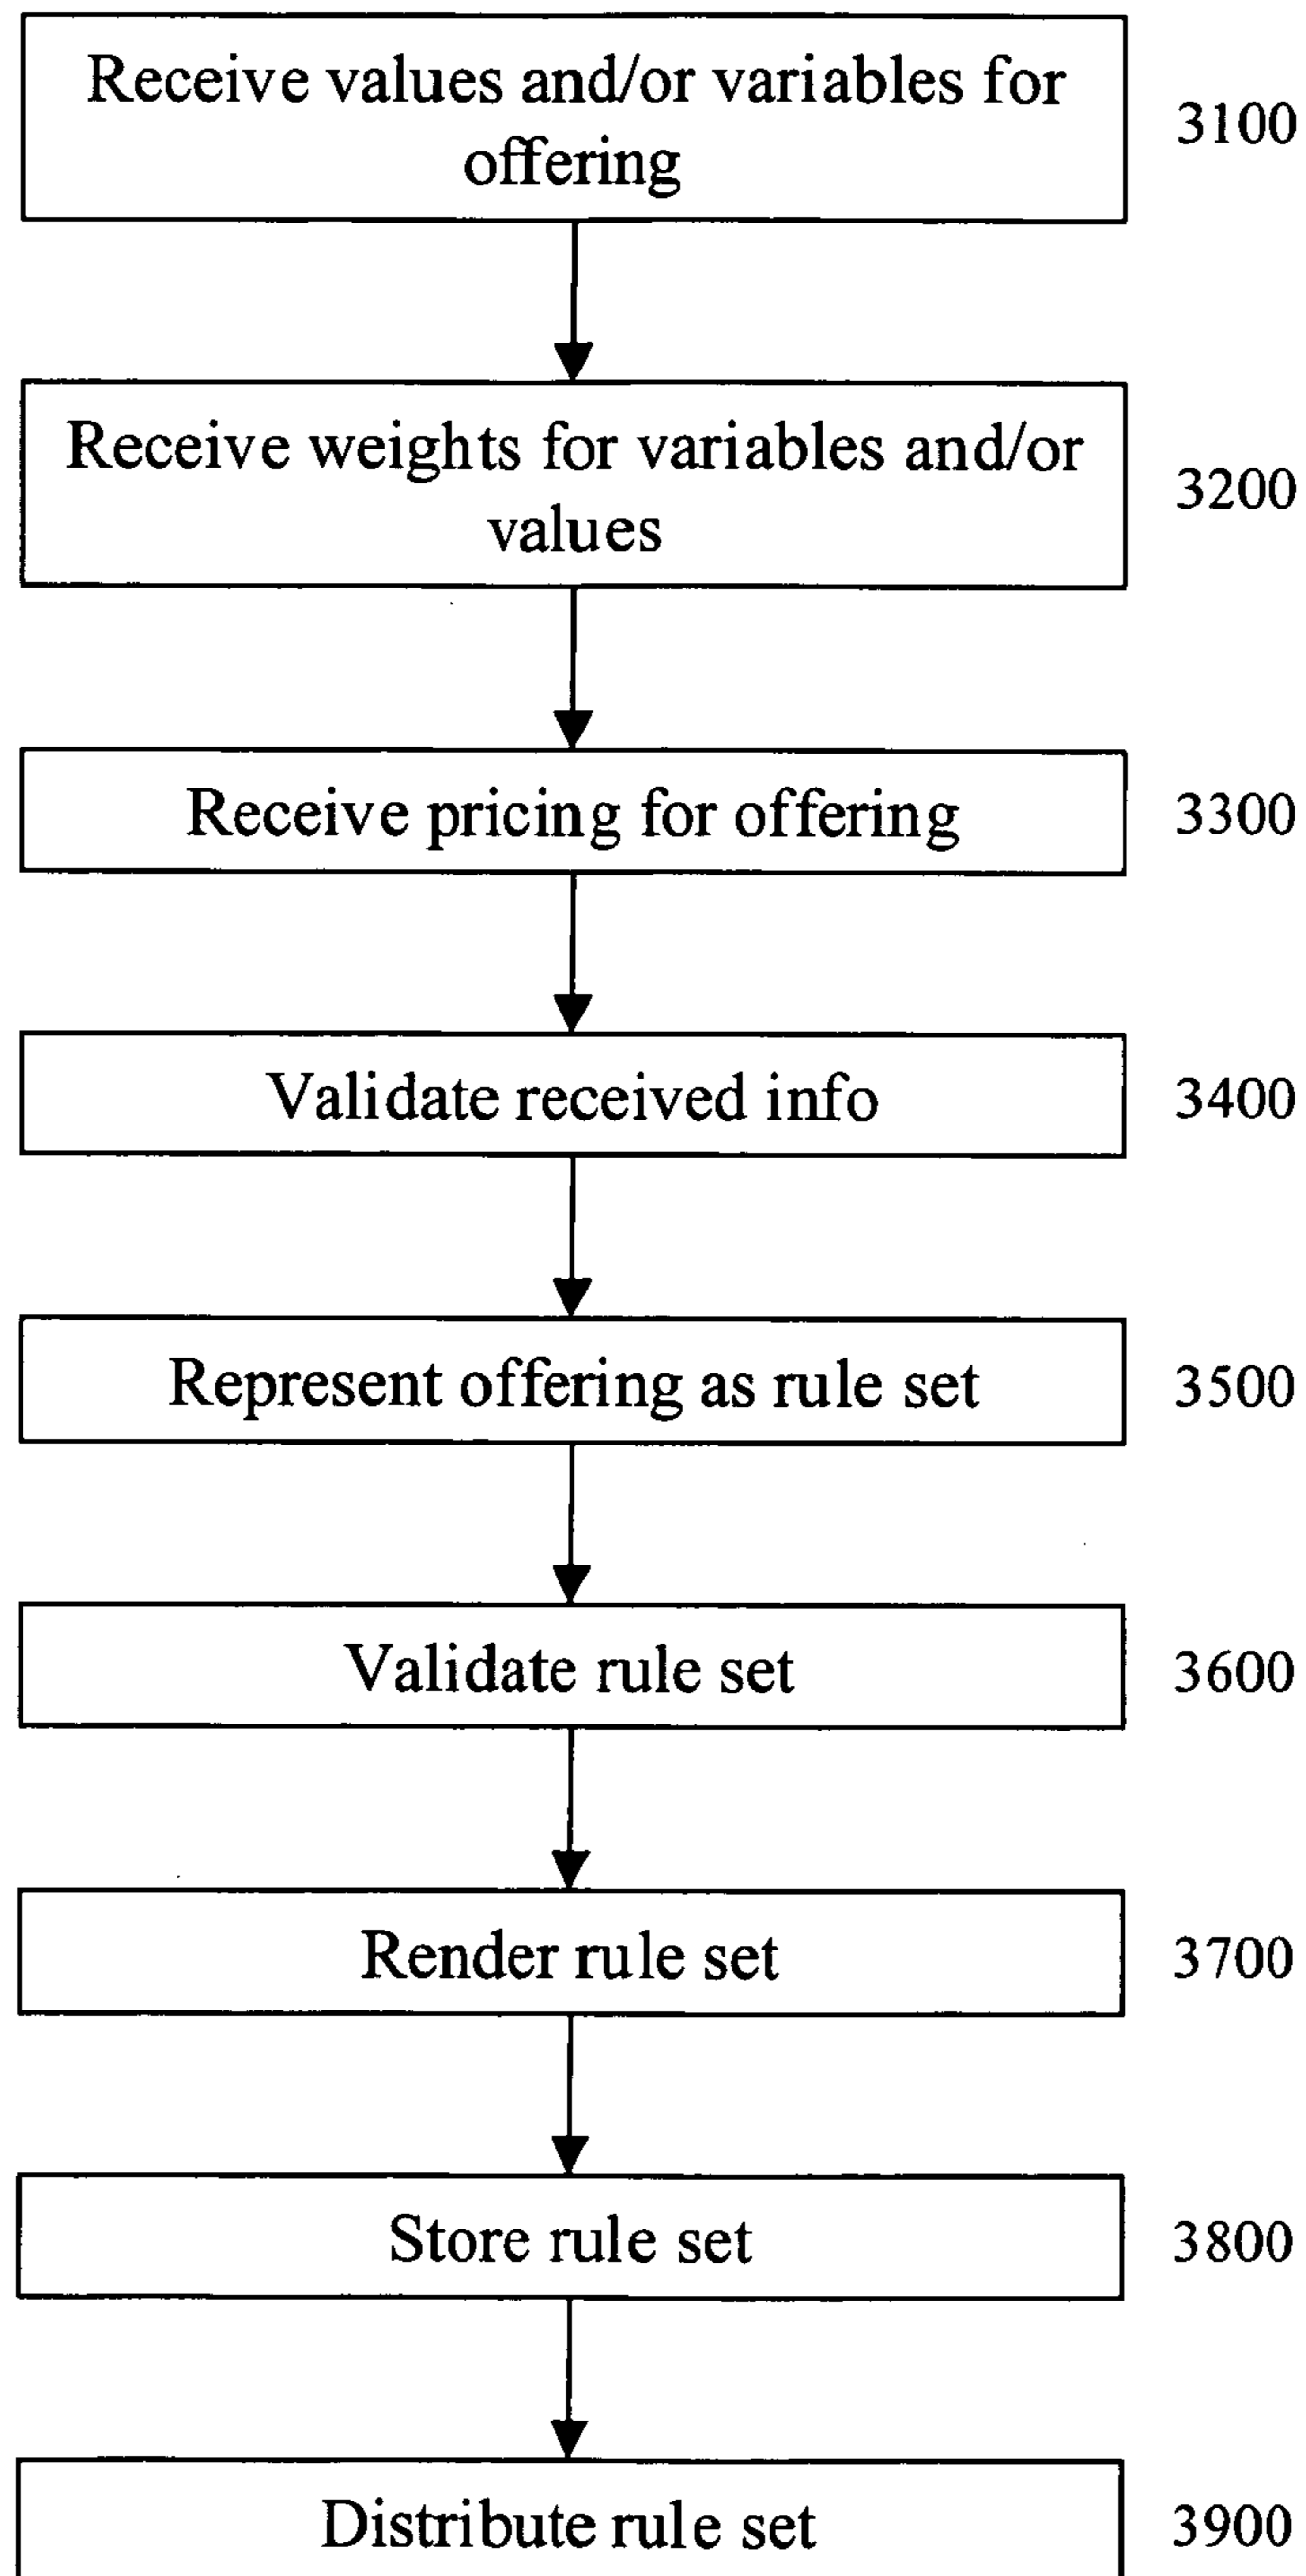 Receive values and/or variables for
offering
3100
Receive weights for variables and/or
values
3200
Receive pricing for offering
3300
Validate received info
3400
Represent offering as rule set
3500
Validate rule set
3600
Render rule set
3700
Store rule set
3800
Distribute rule set
3900